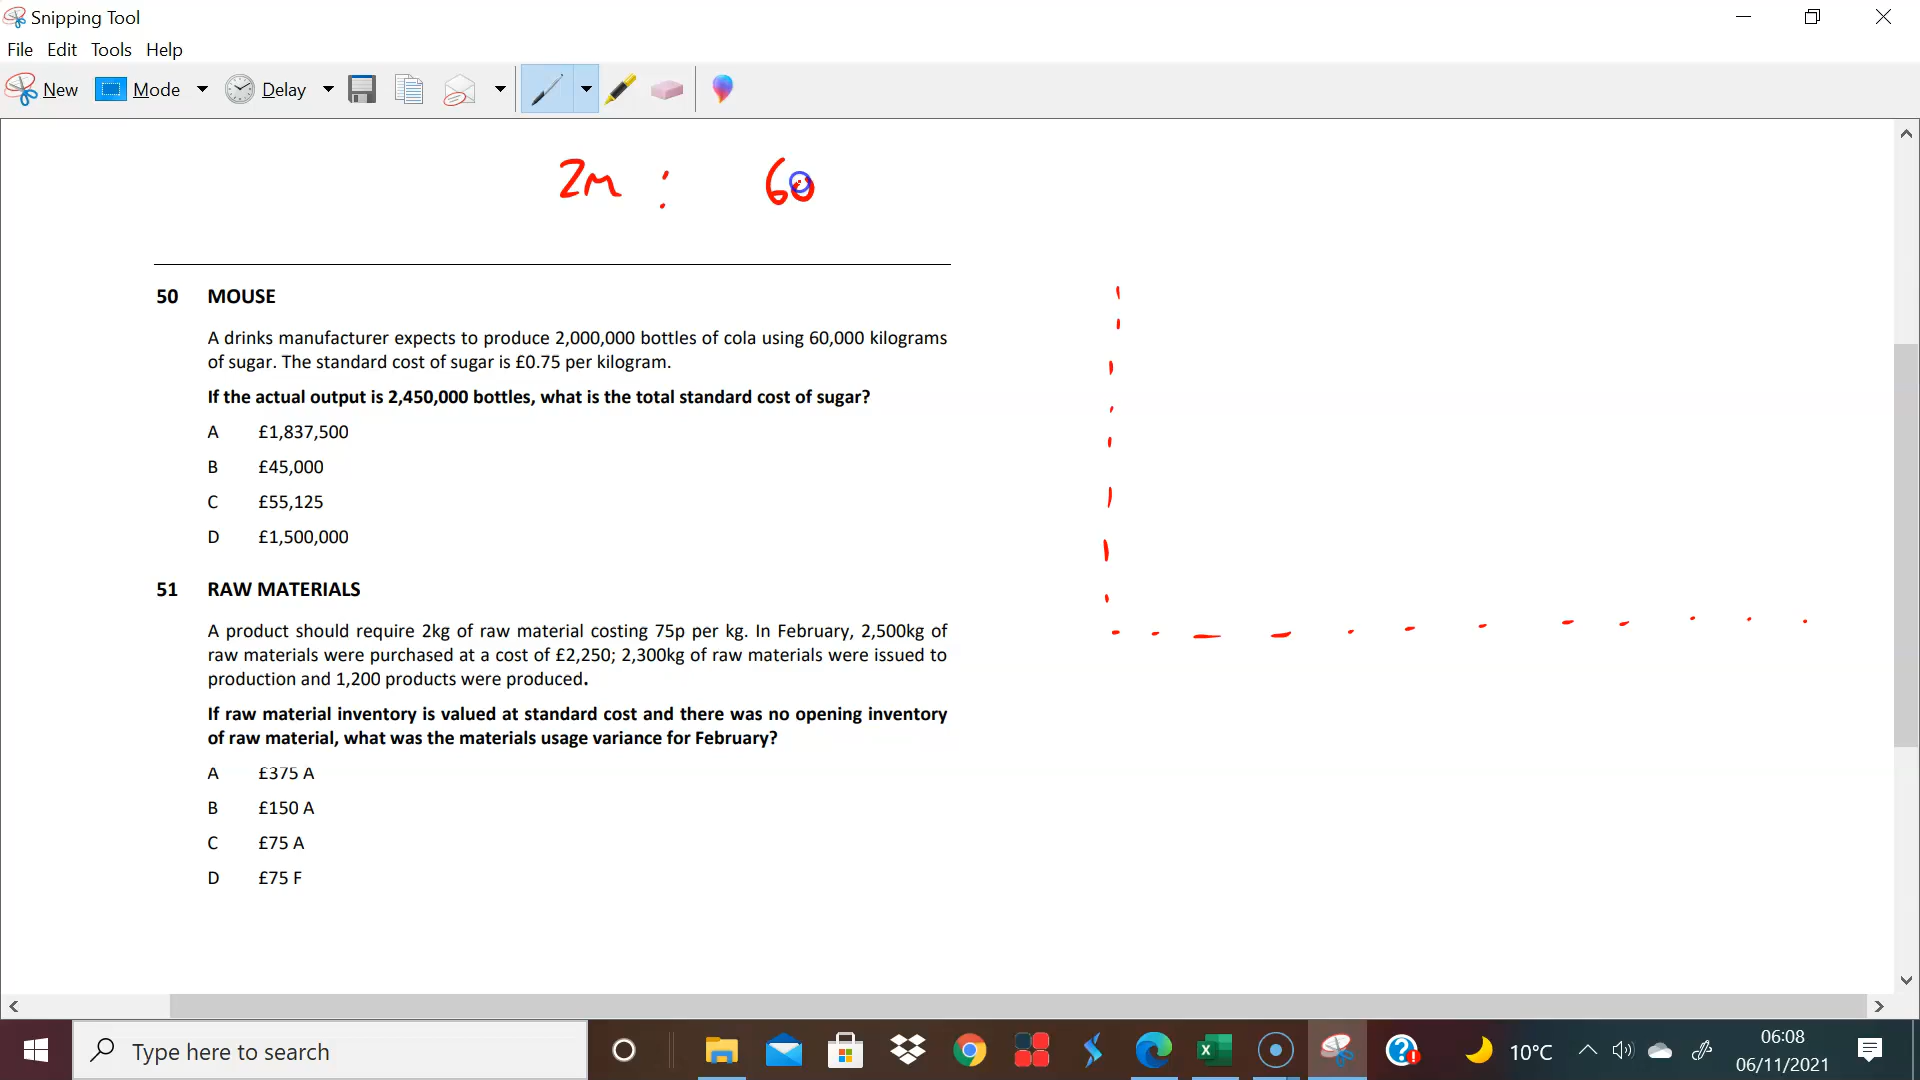 Snipping Tool
File Edit Tools Help
New Mode Delay
2m : 60
50 MOUSE
A drinks manufacturer expects to produce 2,000,000 bottles of cola using 60,000 kilograms
of sugar. The standard cost of sugar is £0.75 per kilogram.
If the actual output is 2,450,000 bottles, what is the total standard cost of sugar?
A £1,837,500
B £45,000
C £55,125
D £1,500,000
51 RAW MATERIALS
A product should require 2kg of raw material costing 75p per kg. In February, 2,500kg of
raw materials were purchased at a cost of £2,250; 2,300kg of raw materials were issued to
production and 1,200 products were produced.
If raw material inventory is valued at standard cost and there was no opening inventory
of raw material, what was the materials usage variance for February?
A £375 A
B £150 A
C £75 A
D £75 F
Type here to search
10°C
06:08
06/11/2021